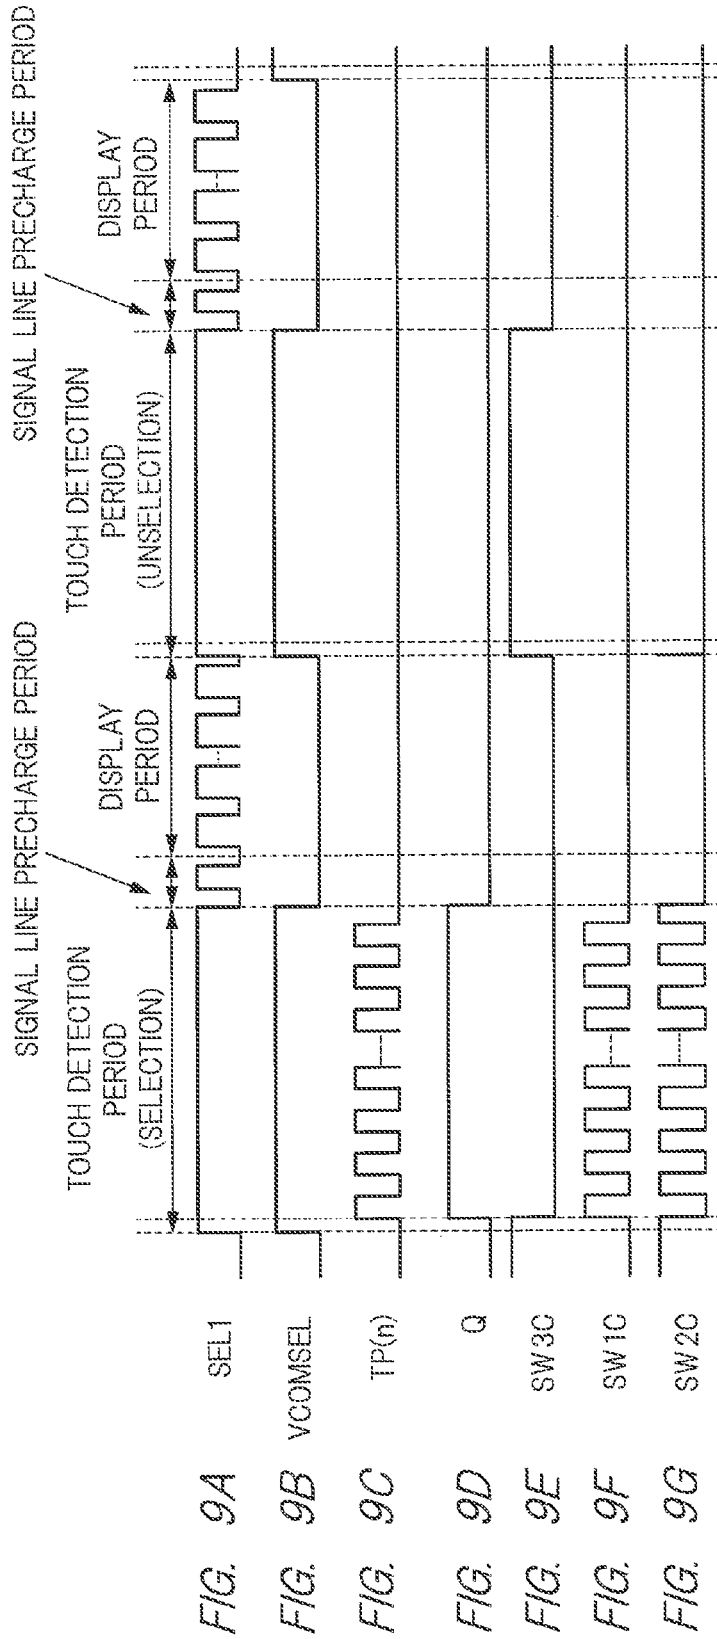 SIGNAL LINE PRECHARGE PERIOD
SIGNAL LINE PRECHARGE PERIOD
TOUCH DETECTION
PERIOD
(SELECTION)
DISPLAY
PERIOD
TOUCH DETECTION
PERIOD
(UNSELECTION)
DISPLAY
PERIOD
FIG. 9A SEL1
FIG. 9B VCOMSEL
FIG. 9C TP(n)
FIG. 9D Q
FIG. 9E SW3C
FIG. 9F SW1C
FIG. 9G SW2C